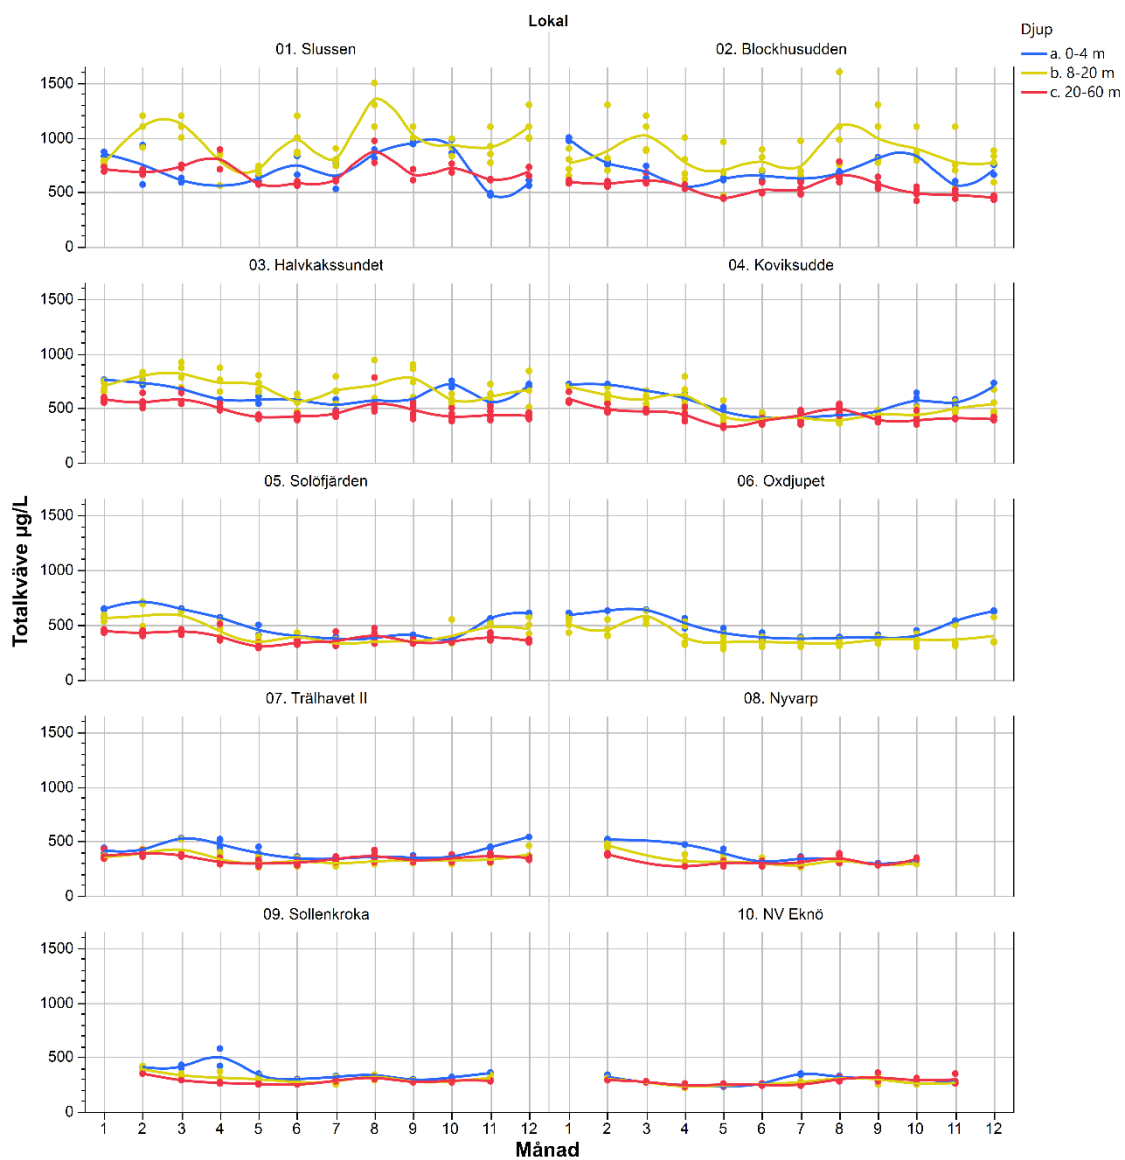 Lokal
Djup
a. 0-4 m
b. 8-20 m
c. 20-60 m
01. Slussen
02. Blockhusudden
1500
1000
500
0
03. Halvkakssundet
04. Koviksudde
1500
1000
500
0
05. Solöfjärden
06. Oxdjupet
1500
1000
500
0
07. Trälhavet II
08. Nyvarp
1500
1000
500
0
09. Sollenkroka
10. NV Eknö
1500
1000
500
0
Totalkväve µg/L
1 2 3 4 5 6 7 8 9 10 11 12 1 2 3 4 5 6 7 8 9 10 11 12
Månad